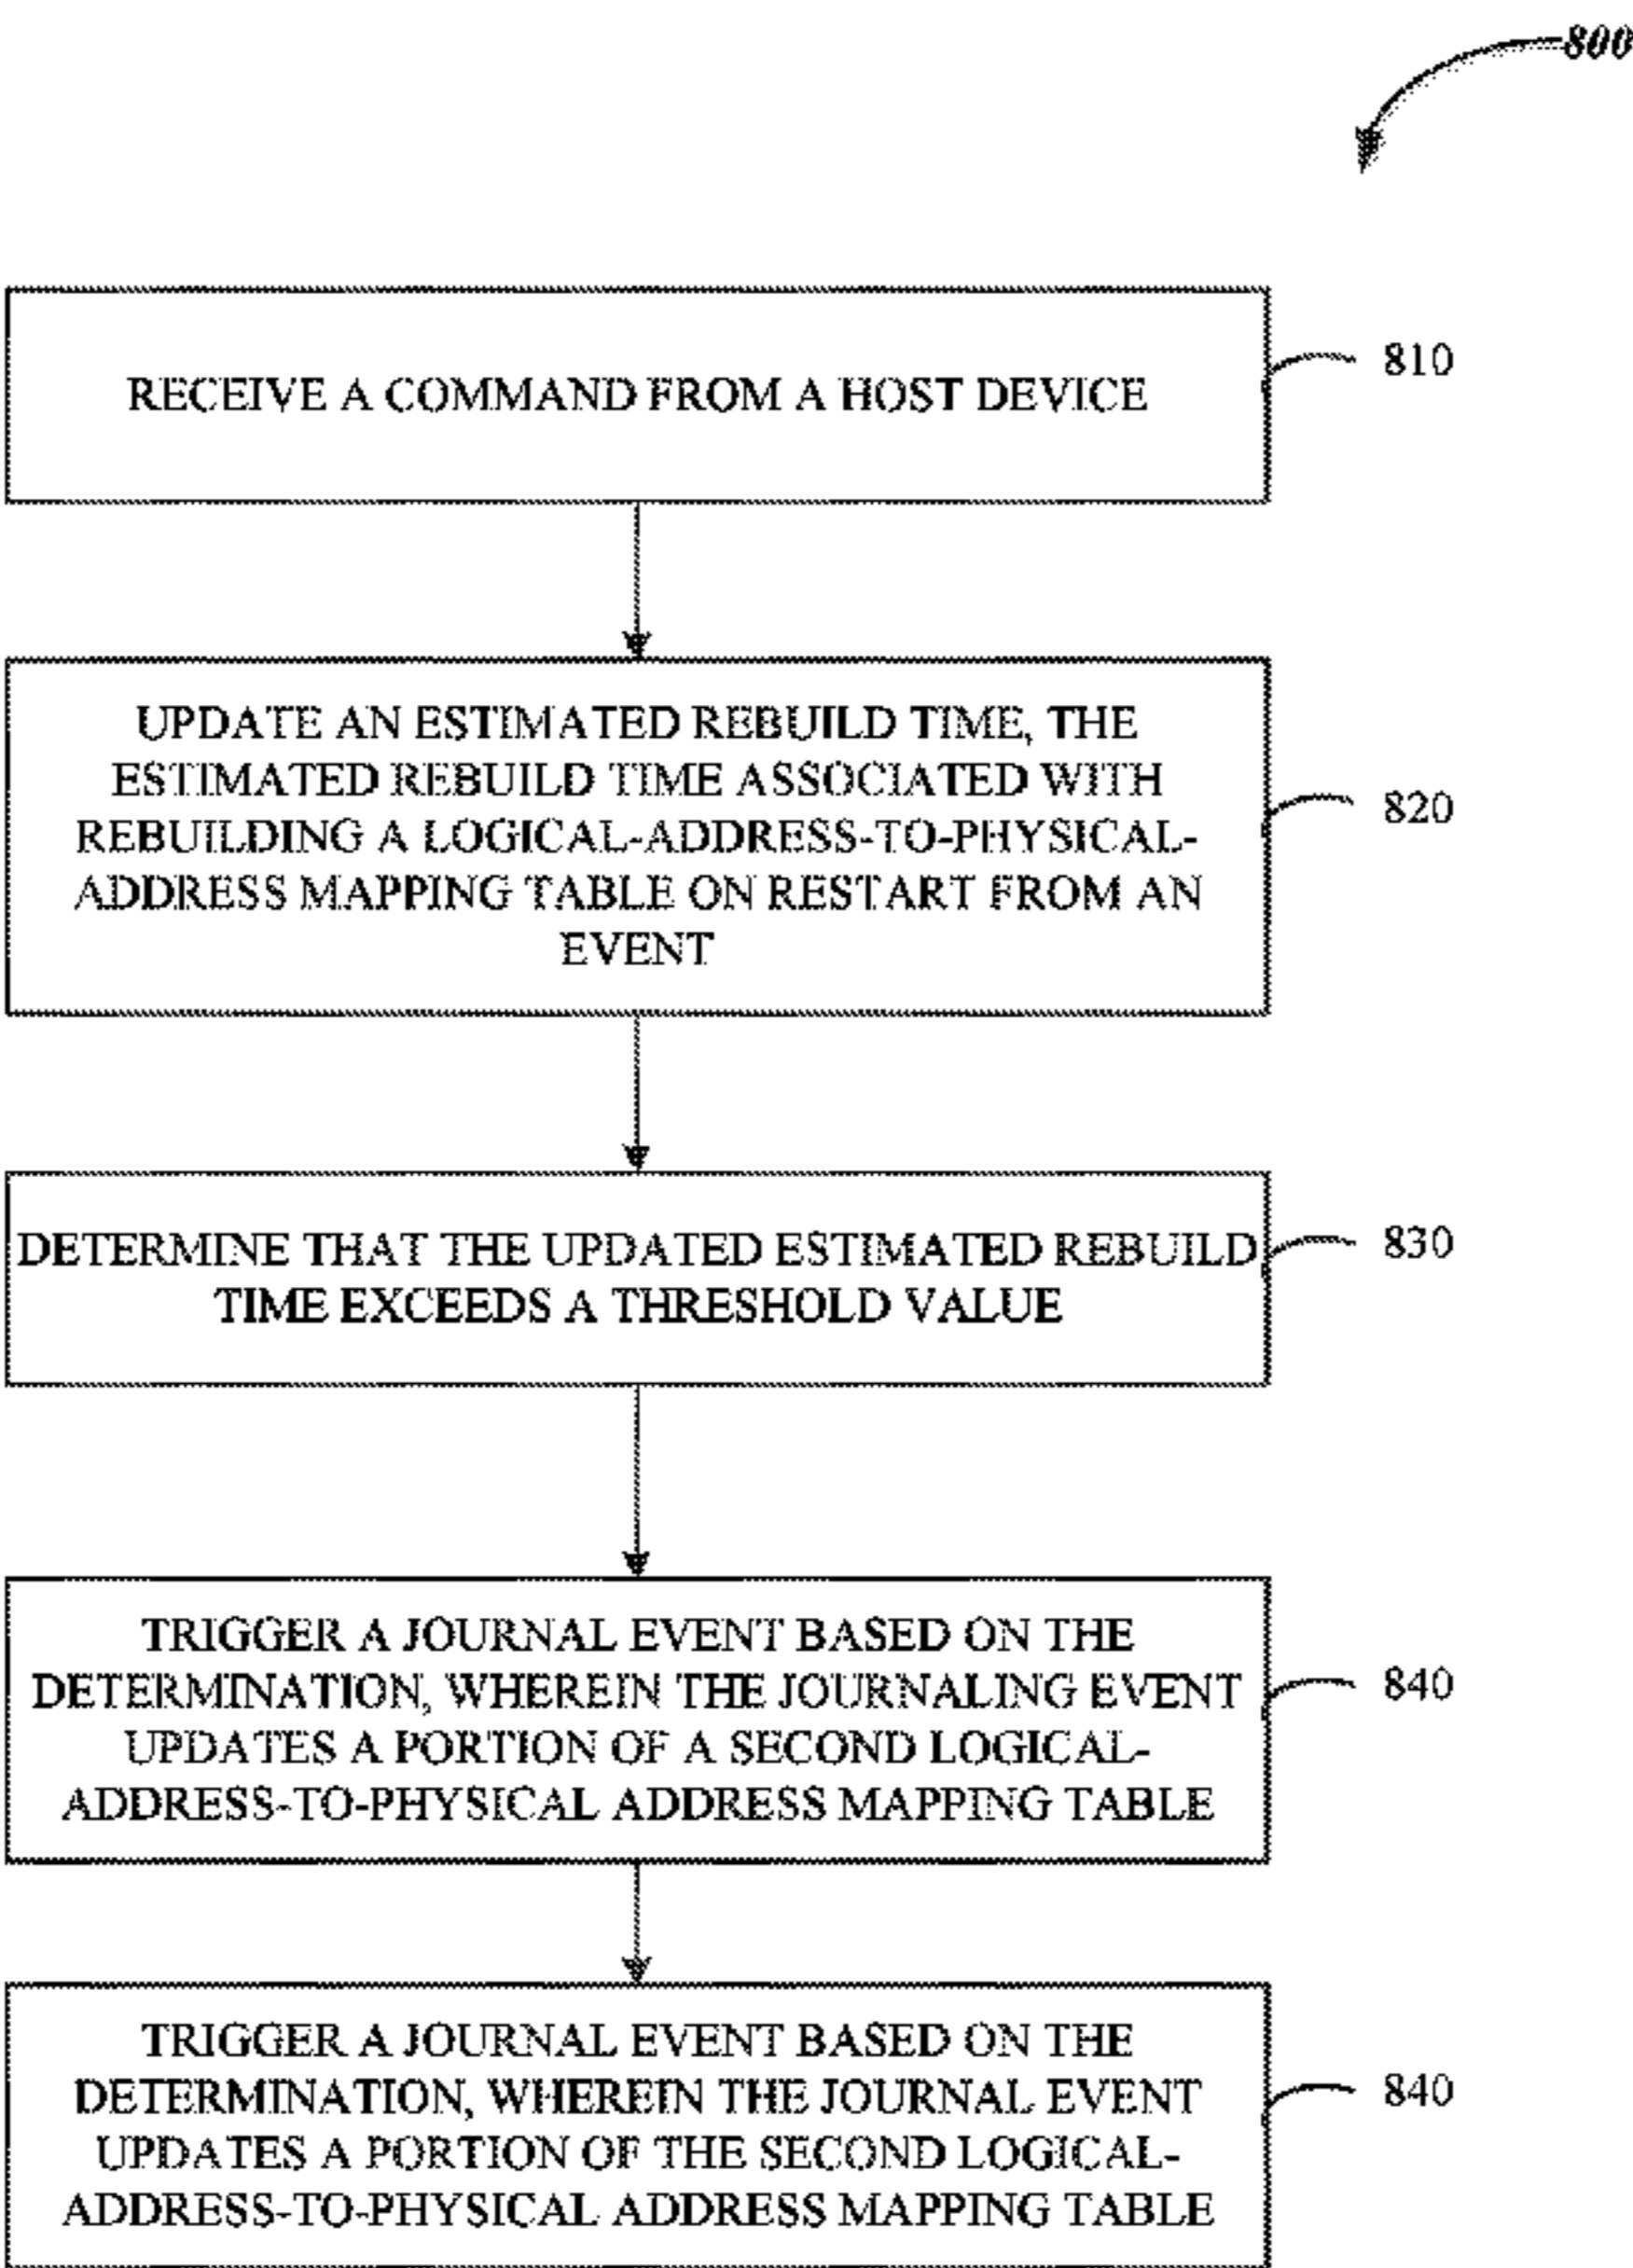 800
RECEIVE A COMMAND FROM A HOST DEVICE
810
UPDATE AN ESTIMATED REBUILD TIME, THE
ESTIMATED REBUILD TIME ASSOCIATED WITH
REBUILDING A LOGICAL-ADDRESS-TO-PHYSICAL-
ADDRESS MAPPING TABLE ON RESTART FROM AN
EVENT
820
DETERMINE THAT THE UPDATED ESTIMATED REBUILD
TIME EXCEEDS A THRESHOLD VALUE
830
TRIGGER A JOURNAL EVENT BASED ON THE
DETERMINATION, WHEREIN THE JOURNALING EVENT
UPDATES A PORTION OF A SECOND LOGICAL-
ADDRESS-TO-PHYSICAL ADDRESS MAPPING TABLE
840
TRIGGER A JOURNAL EVENT BASED ON THE
DETERMINATION, WHEREIN THE JOURNAL EVENT
UPDATES A PORTION OF THE SECOND LOGICAL-
ADDRESS-TO-PHYSICAL ADDRESS MAPPING TABLE
840